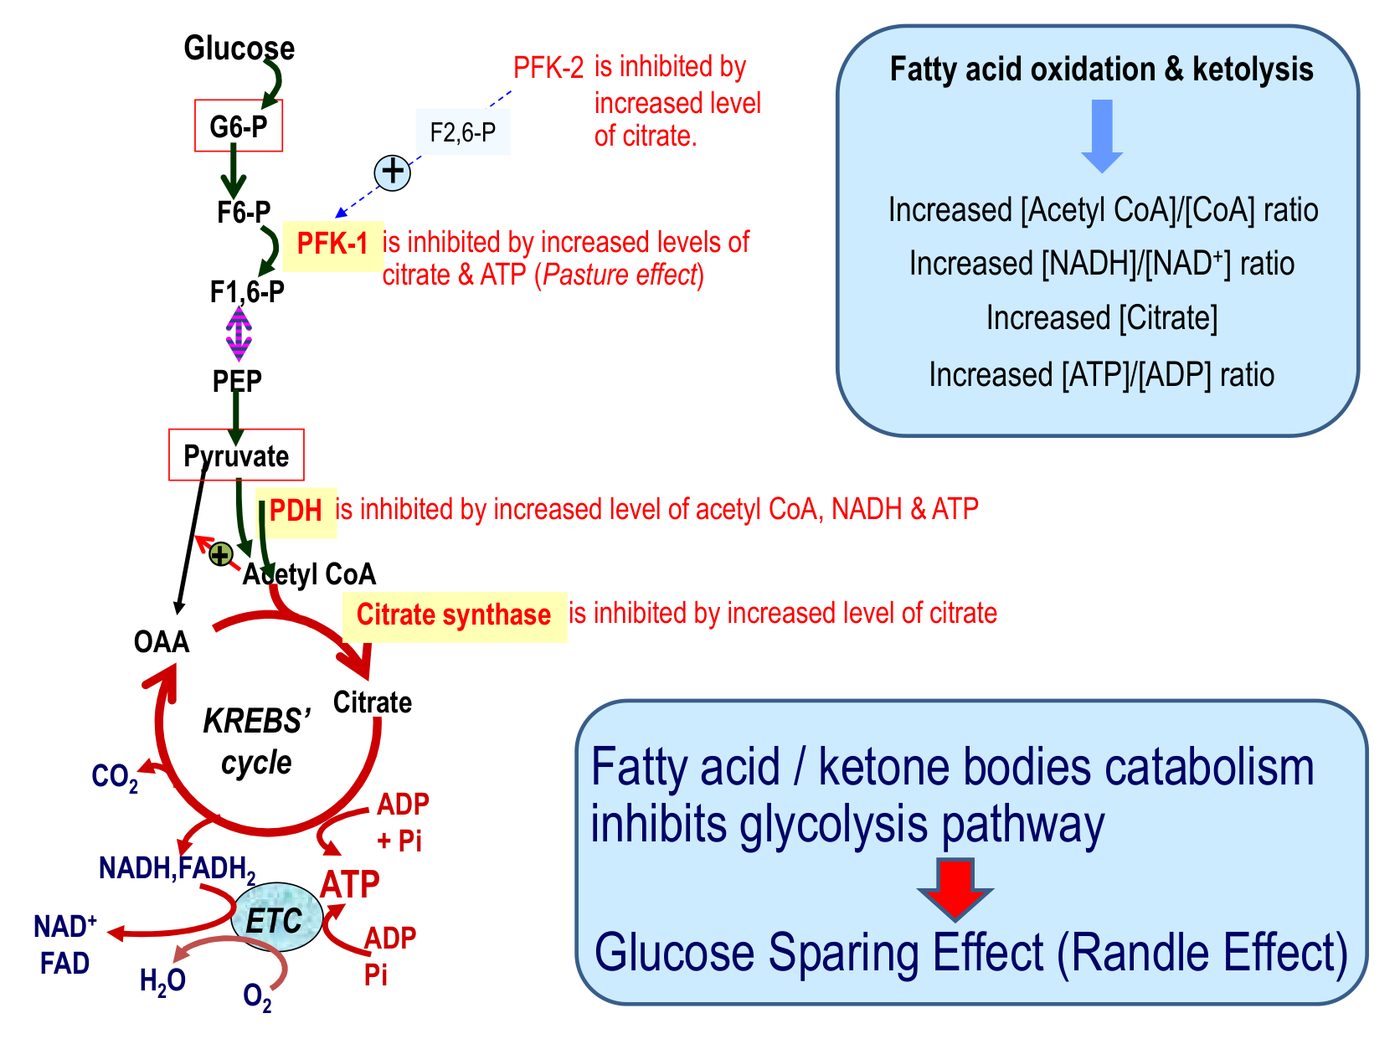 Glucose
G6-P
F6-P
PFK-2 is inhibited by
increased level
of citrate.
F2,6-P
+
PFK-1 is inhibited by increased levels of
citrate & ATP (Pasture effect)
F1,6-P
PEP
Pyruvate
PDH is inhibited by increased level of acetyl CoA, NADH & ATP
+
Acetyl CoA
Citrate synthase is inhibited by increased level of citrate
OAA
Citrate
KREBS’
cycle
CO₂
ADP
+ Pi
NADH,FADH₂
ATP
ETC
NAD⁺
FAD
ADP
Pi
H₂O
O₂
Fatty acid oxidation & ketolysis
Increased [Acetyl CoA]/[CoA] ratio
Increased [NADH]/[NAD⁺] ratio
Increased [Citrate]
Increased [ATP]/[ADP] ratio
Fatty acid / ketone bodies catabolism
inhibits glycolysis pathway
Glucose Sparing Effect (Randle Effect)